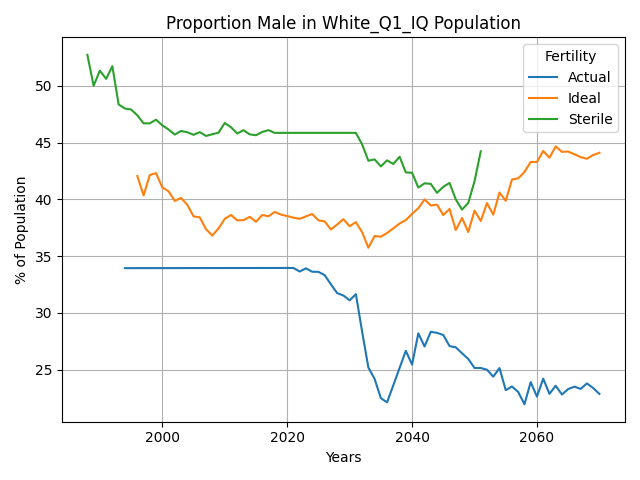 Proportion Male in White_Q1_IQ Population
Fertility
Actual
Ideal
Sterile
% of Population
50
45
40
35
30
25
2000
2020
2040
2060
Years